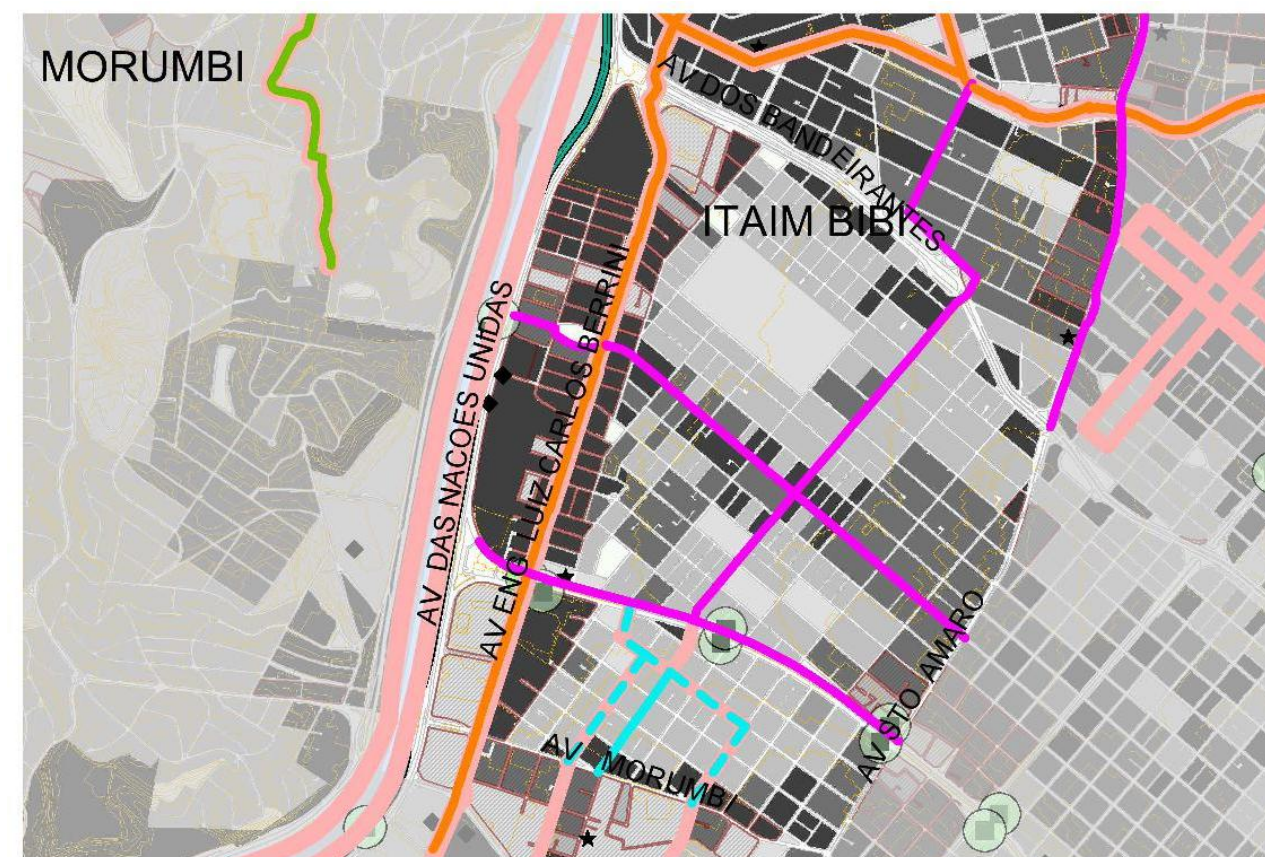 MORUMBI
AV DOS BANDEIRANTES
ITAIM BIBI
AV DAS NACOES UNIDAS
AV ENG LUIZ CARLOS BERRINI
AV STO AMARO
AV MORUMBI